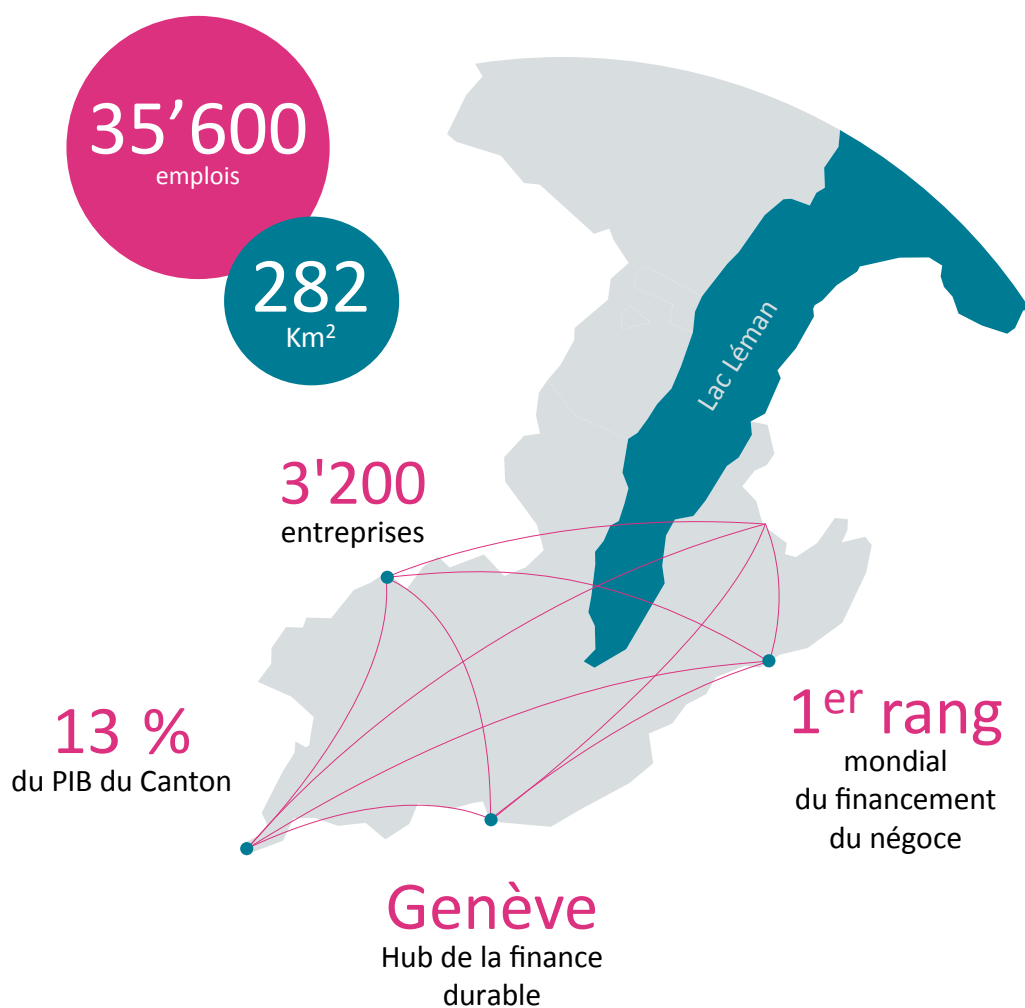 35’600
emplois
282
Km²
Lac Léman
3'200
entreprises
13 %
du PIB du Canton
1er rang
mondial
du financement
du négoce
Genève
Hub de la finance
durable